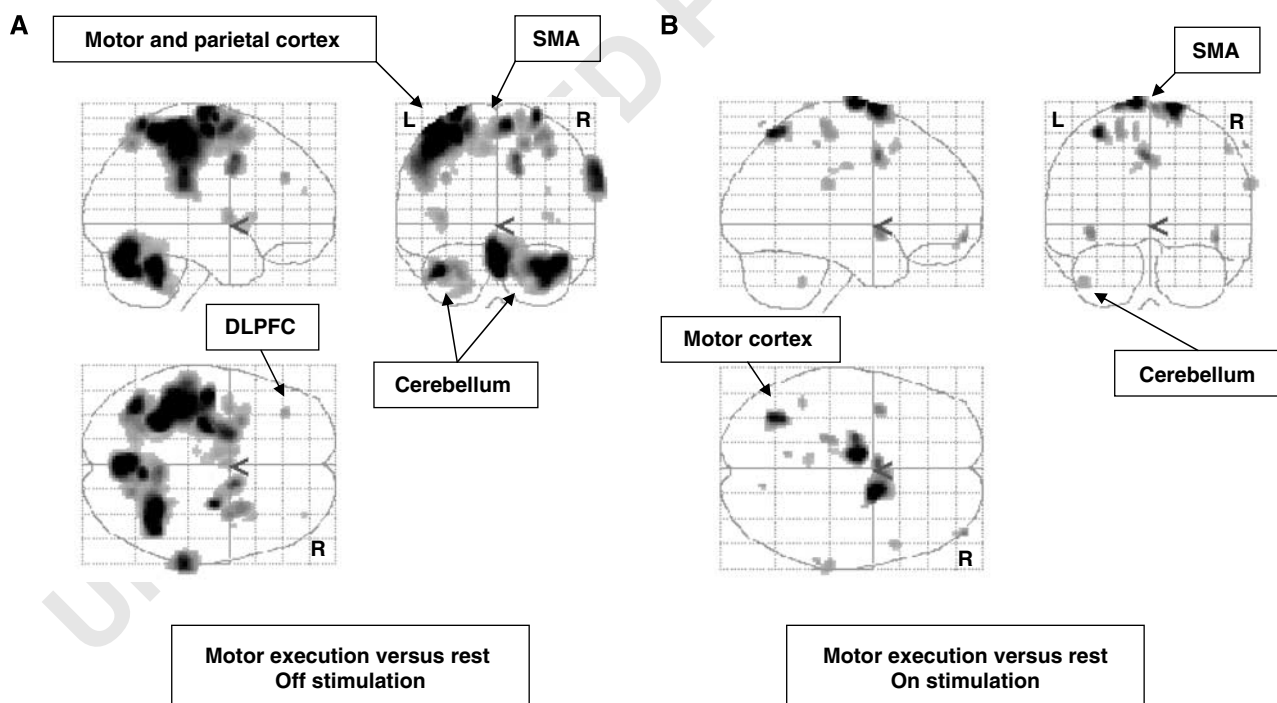 A
Motor and parietal cortex
SMA
L
R
DLPFC
Cerebellum
R
Motor execution versus rest
Off stimulation
B
SMA
L
R
Motor cortex
Cerebellum
R
Motor execution versus rest
On stimulation